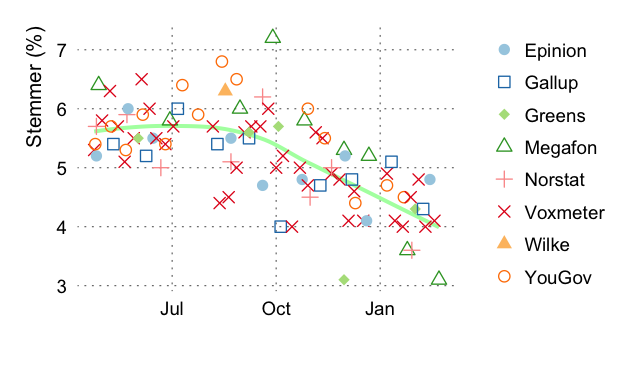 Stemmer (%)
7
6
5
4
3
Jul
Oct
Jan
Epinion
Gallup
Greens
Megafon
Norstat
Voxmeter
Wilke
YouGov